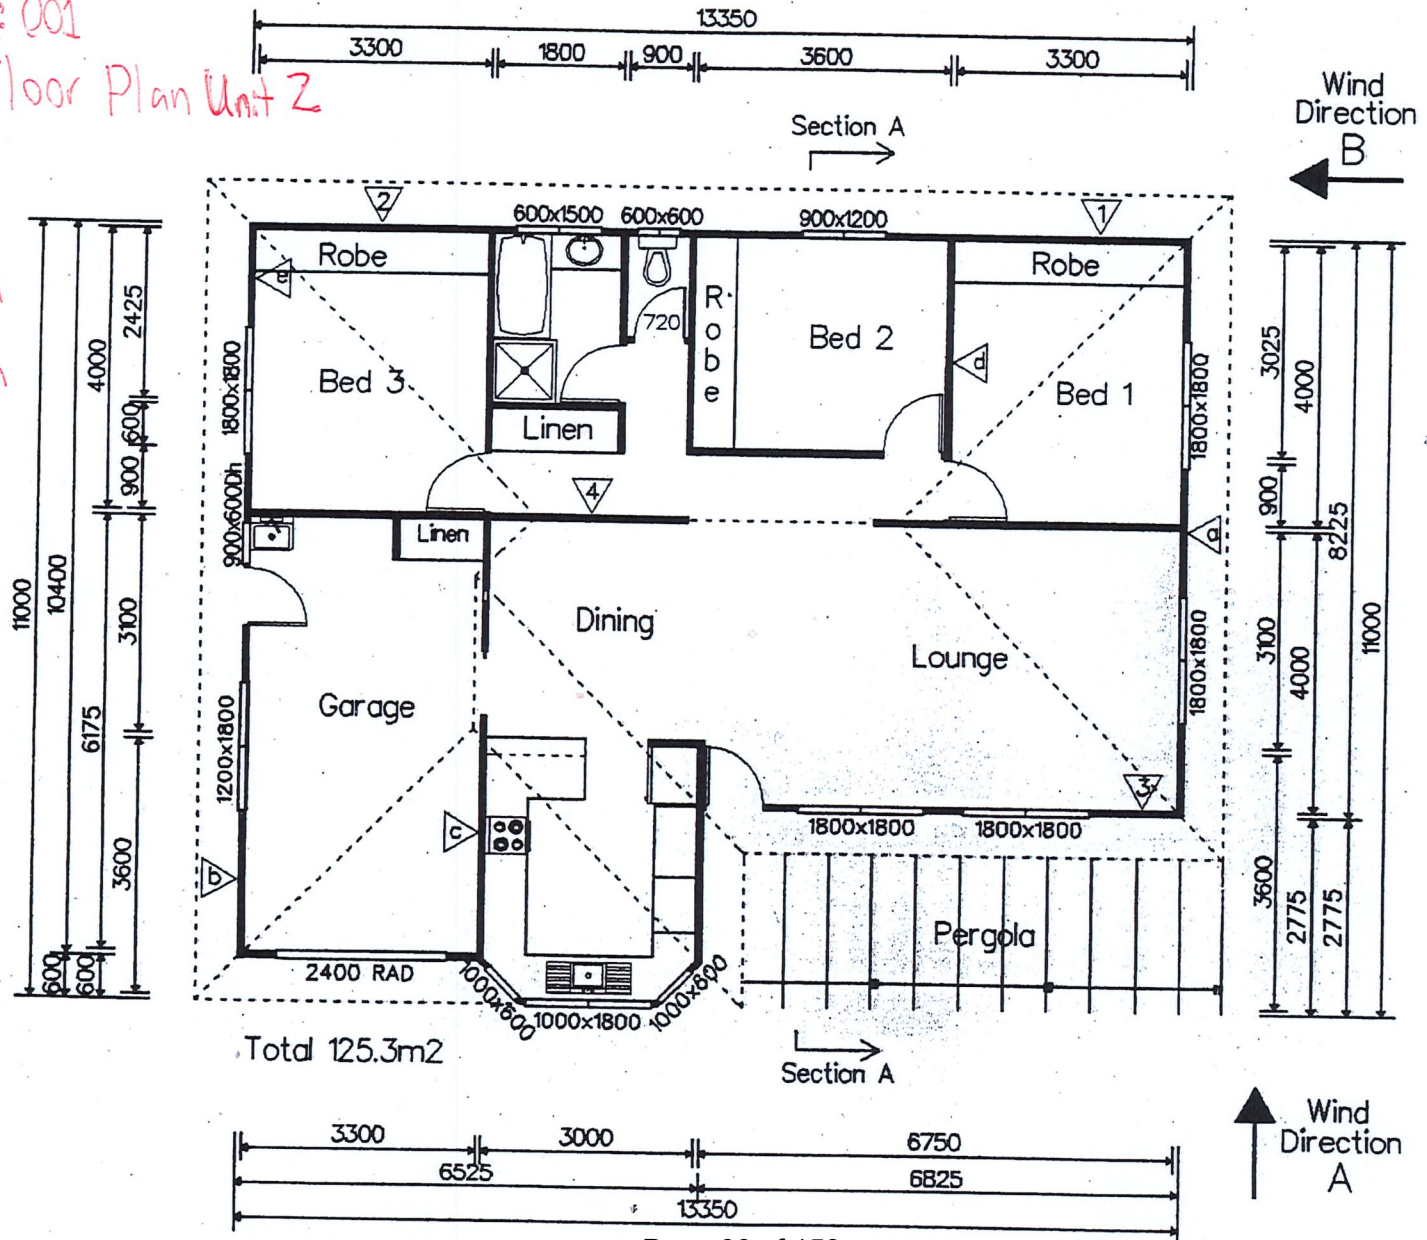 001
Floor Plan Unit 2
13350
3300 1800 900 3600 3300
Wind
Direction
B
Section A
2 600x1500 600x600 900x1200 1
Robe Robe
e
720
Robe
Bed 2
d
Bed 3
Bed 1
Linen
4
1800x1800
900x600Dh
1800x1800
Linen
a
Dining
Lounge
Garage
1200x1800
1800x1800
3
c
b
1800x1800 1800x1800
Pergola
2400 RAD
1000x600
1000x1800
1000x600
Total 125.3m2
Section A
11000
10400
600
4000
6175
600
2425
600
900
3100
3600
3025
900
3100
3600
4000
4000
2775
8225
2775
11000
Wind
Direction
A
3300 3000 6750
6525 6825
13350